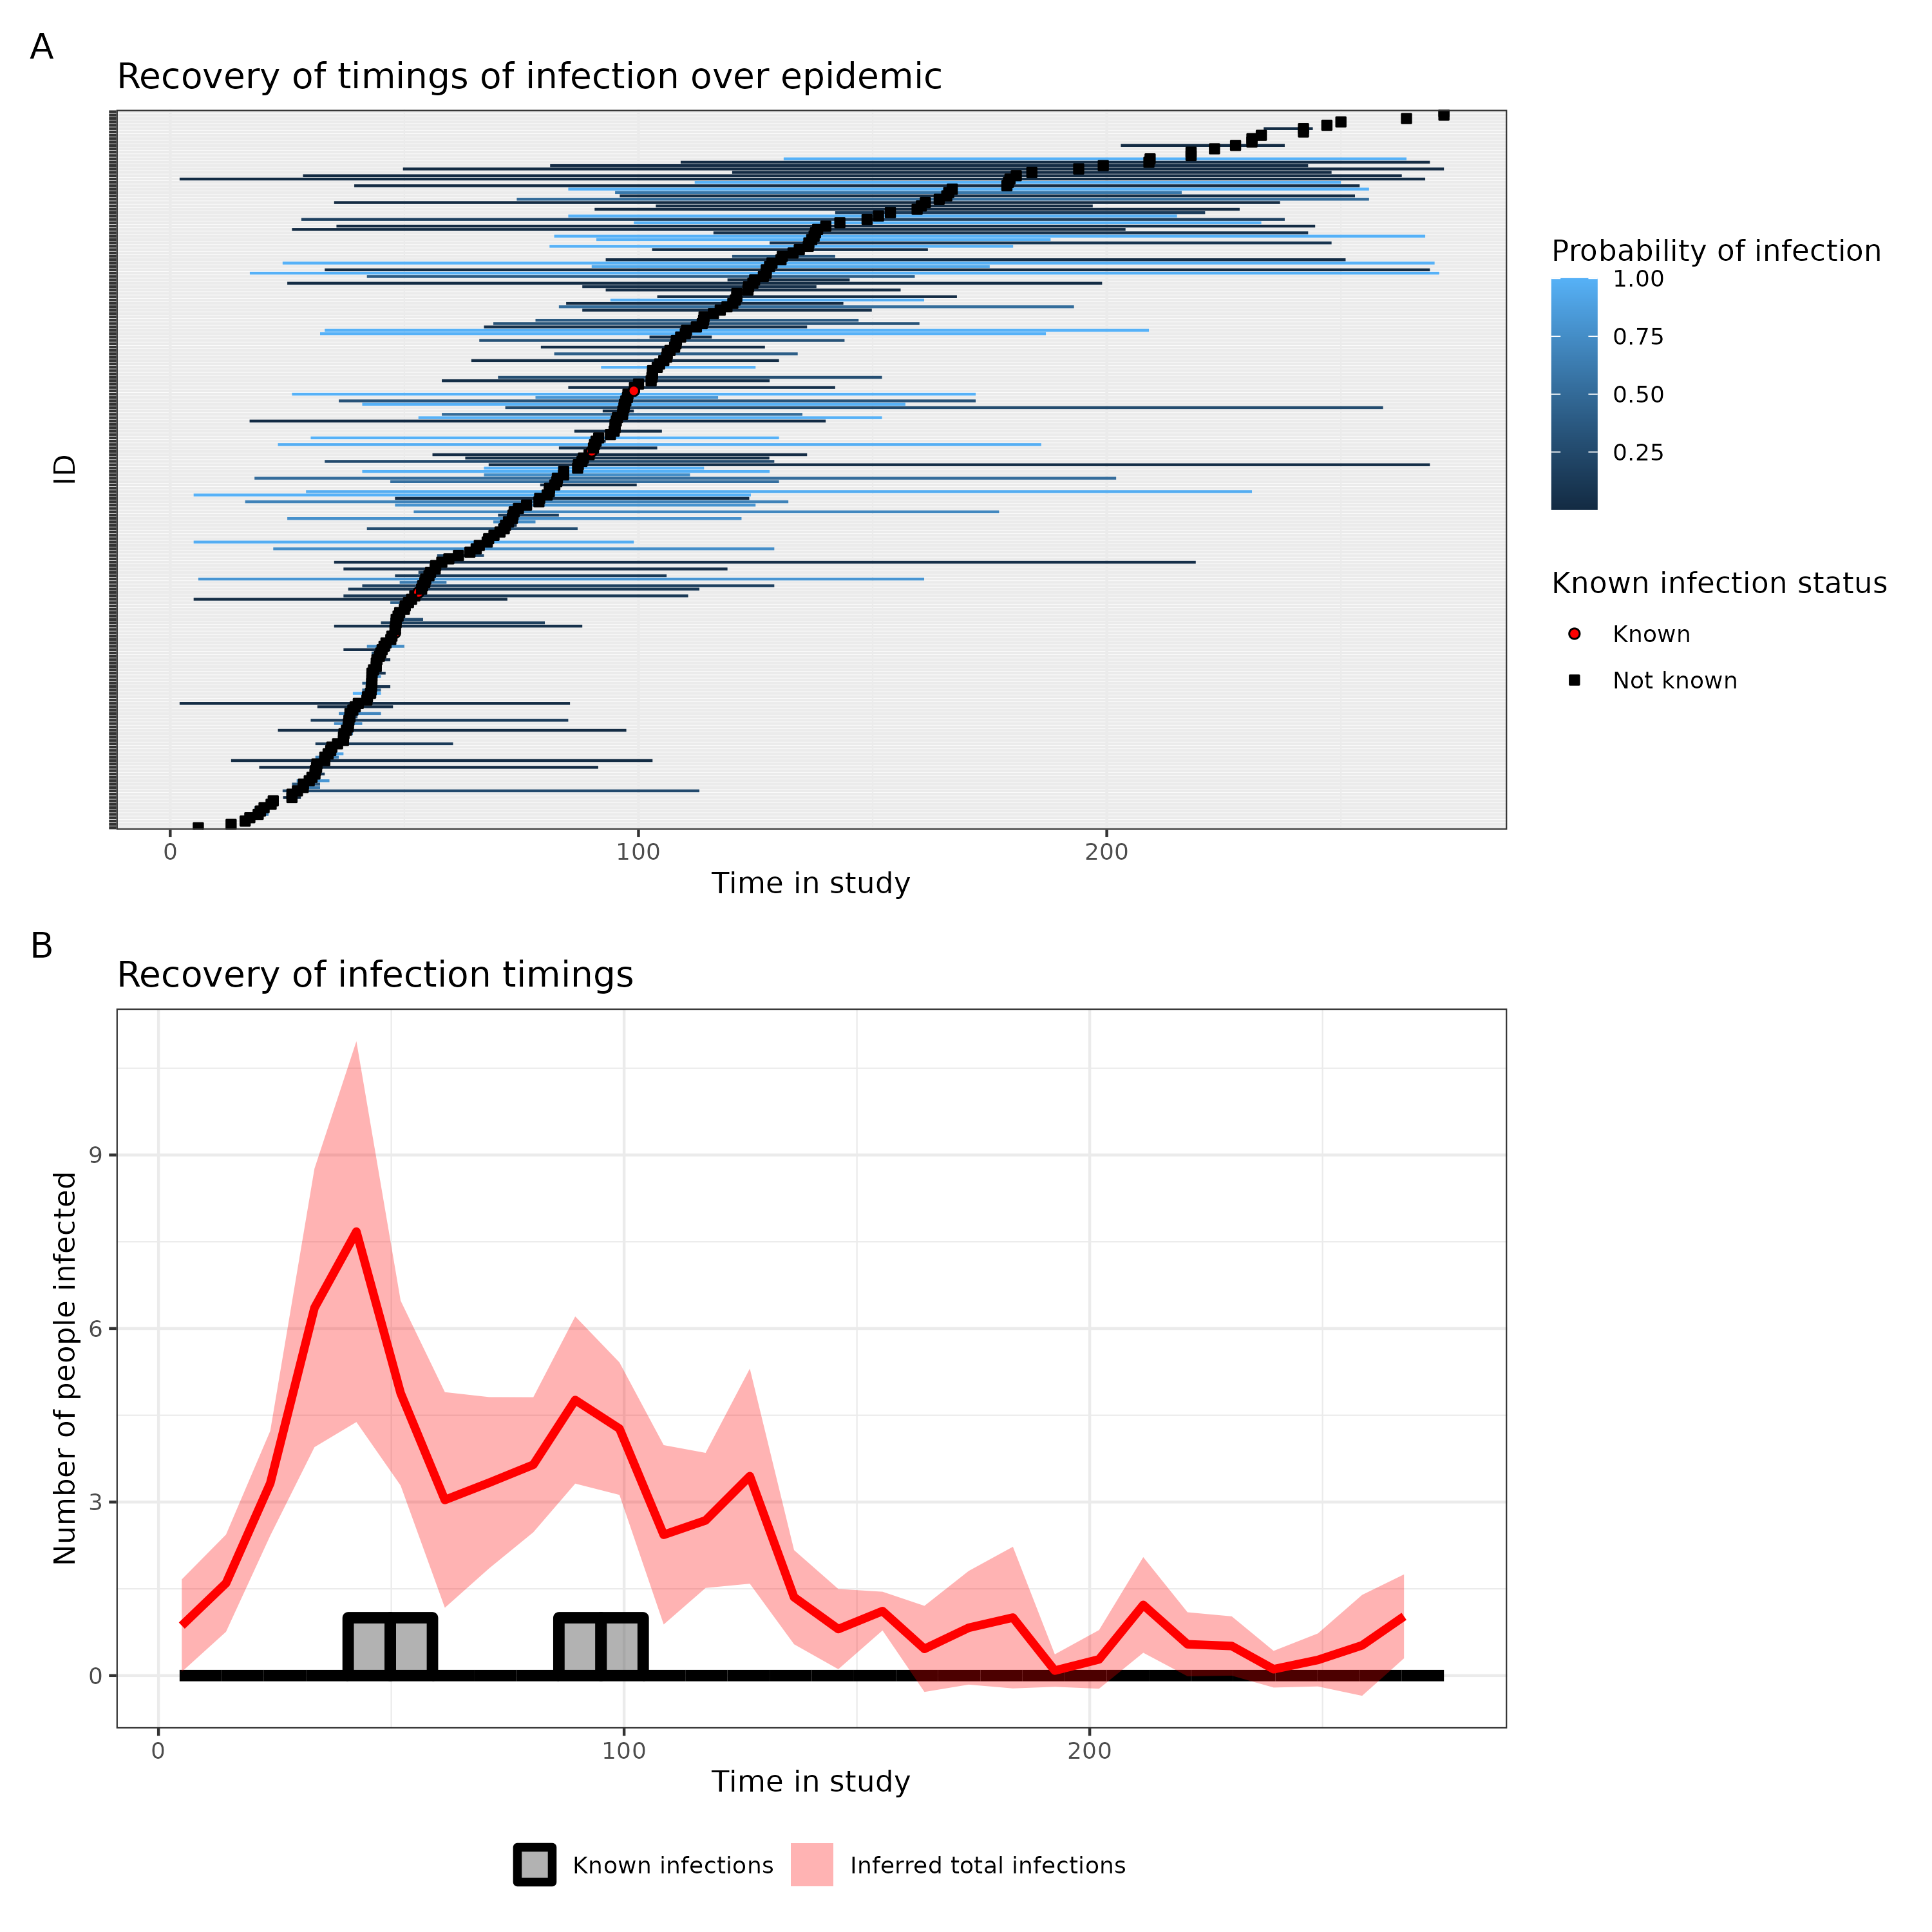 A
Recovery of timings of infection over epidemic
ID
0 100 200
Time in study
Probability of infection
1.00
0.75
0.50
0.25
Known infection status
Known
Not known
B
Recovery of infection timings
Number of people infected
9
6
3
0
0 100 200
Time in study
Known infections Inferred total infections